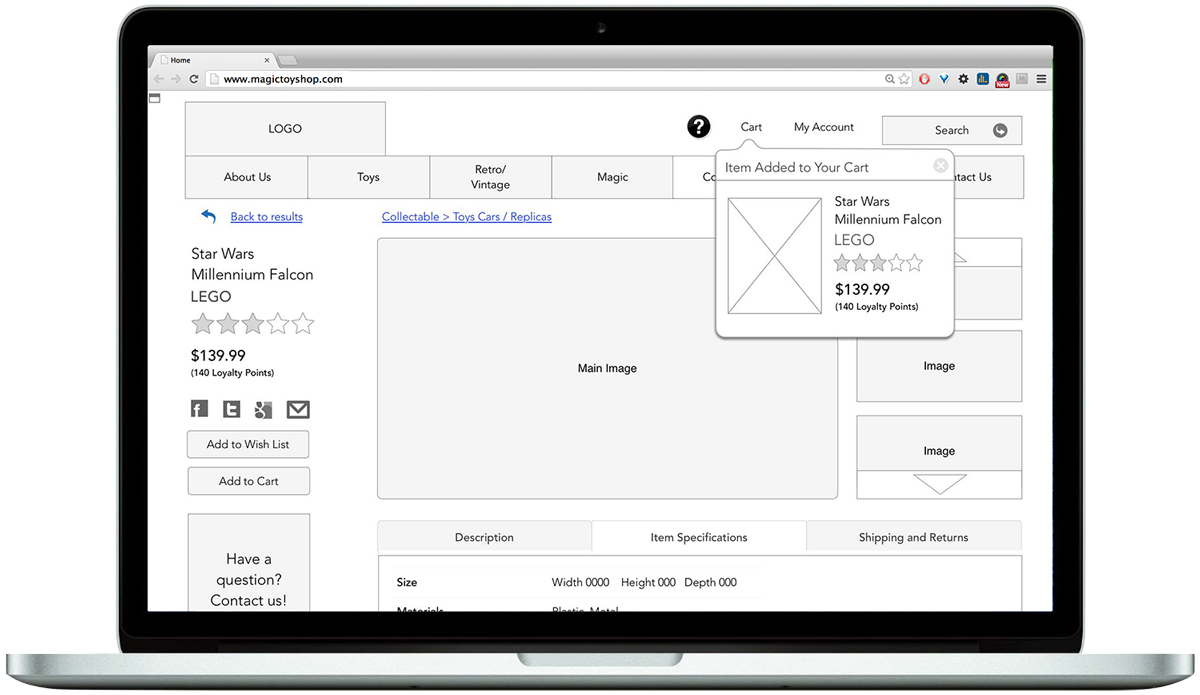 Home
www.magictoyshop.com
New
LOGO
?
Cart
My Account
Search
About Us
Toys
Retro/
Vintage
Magic
Co
ntact Us
Item Added to Your Cart
Star Wars
Millennium Falcon
LEGO
$139.99
(140 Loyalty Points)
Back to results
Collectable > Toys Cars / Replicas
Star Wars
Millennium Falcon
LEGO
$139.99
(140 Loyalty Points)
Add to Wish List
Add to Cart
Have a
question?
Contact us!
Main Image
Image
Image
Description
Item Specifications
Shipping and Returns
Size
Width 0000 Height 000 Depth 000
Materials
Plastic, Metal